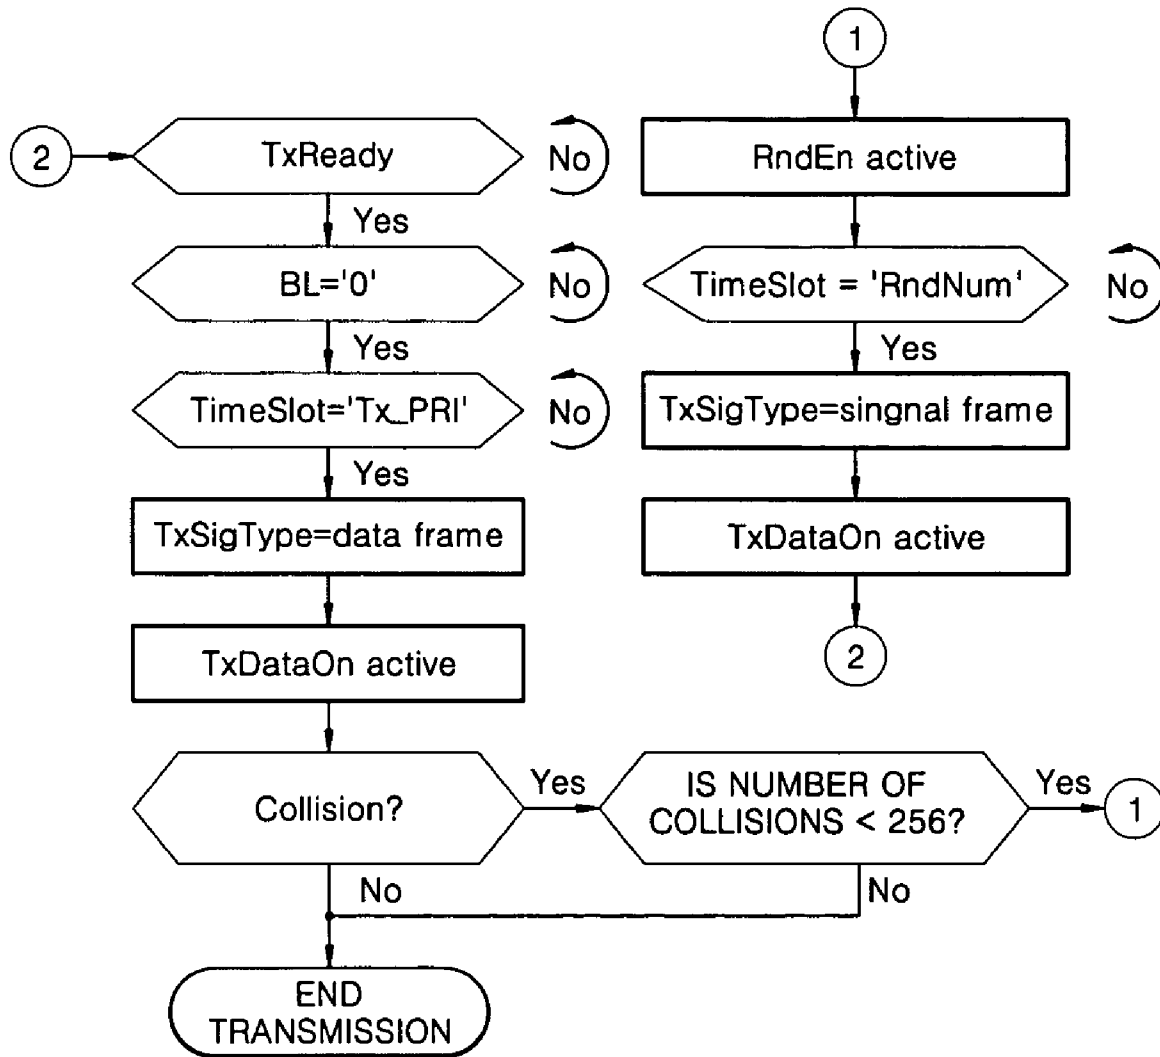 2
TxReady
No
Yes
BL='0'
No
Yes
TimeSlot='Tx_PRI'
No
Yes
TxSigType=data frame
TxDataOn active
Collision?
Yes
IS NUMBER OF
COLLISIONS < 256?
Yes
1
No
No
END
TRANSMISSION
1
RndEn active
TimeSlot = 'RndNum'
No
Yes
TxSigType=singnal frame
TxDataOn active
2